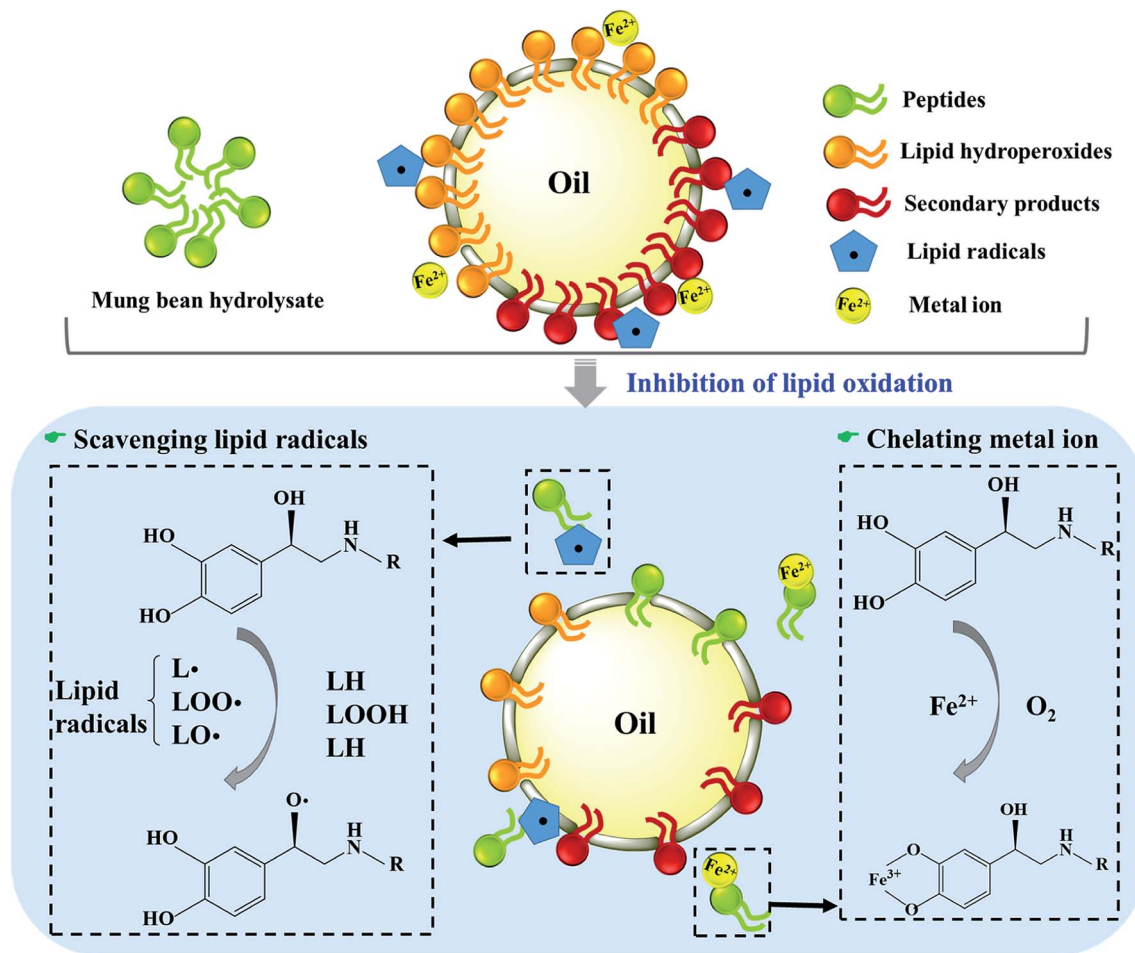 Fe2+
Peptides
Lipid hydroperoxides
Oil
Secondary products
Lipid radicals
Fe2+
Fe2+
Fe2+
Metal ion
Mung bean hydrolysate
Inhibition of lipid oxidation
Scavenging lipid radicals
Chelating metal ion
OH
HO
HO
H
N
R
OH
HO
HO
H
N
R
Fe2+
Lipid
radicals
L•
LOO•
LO•
LH
LOOH
LH
Oil
Fe2+
O2
O•
HO
HO
H
N
R
Fe2+
OH
O
O
Fe3+
H
N
R